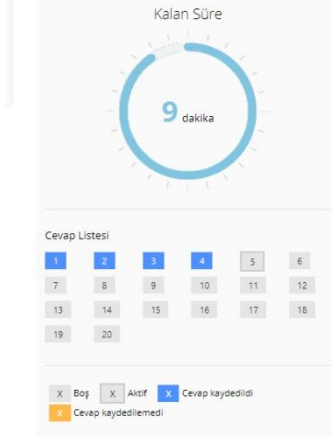 Kalan Süre
9 dakika
Cevap Listesi
1 2 3 4 5 6
7 8 9 10 11 12
13 14 15 16 17 18
19 20
X Boş X Aktif X Cevap kaydedildi
X Cevap kaydedilemedi